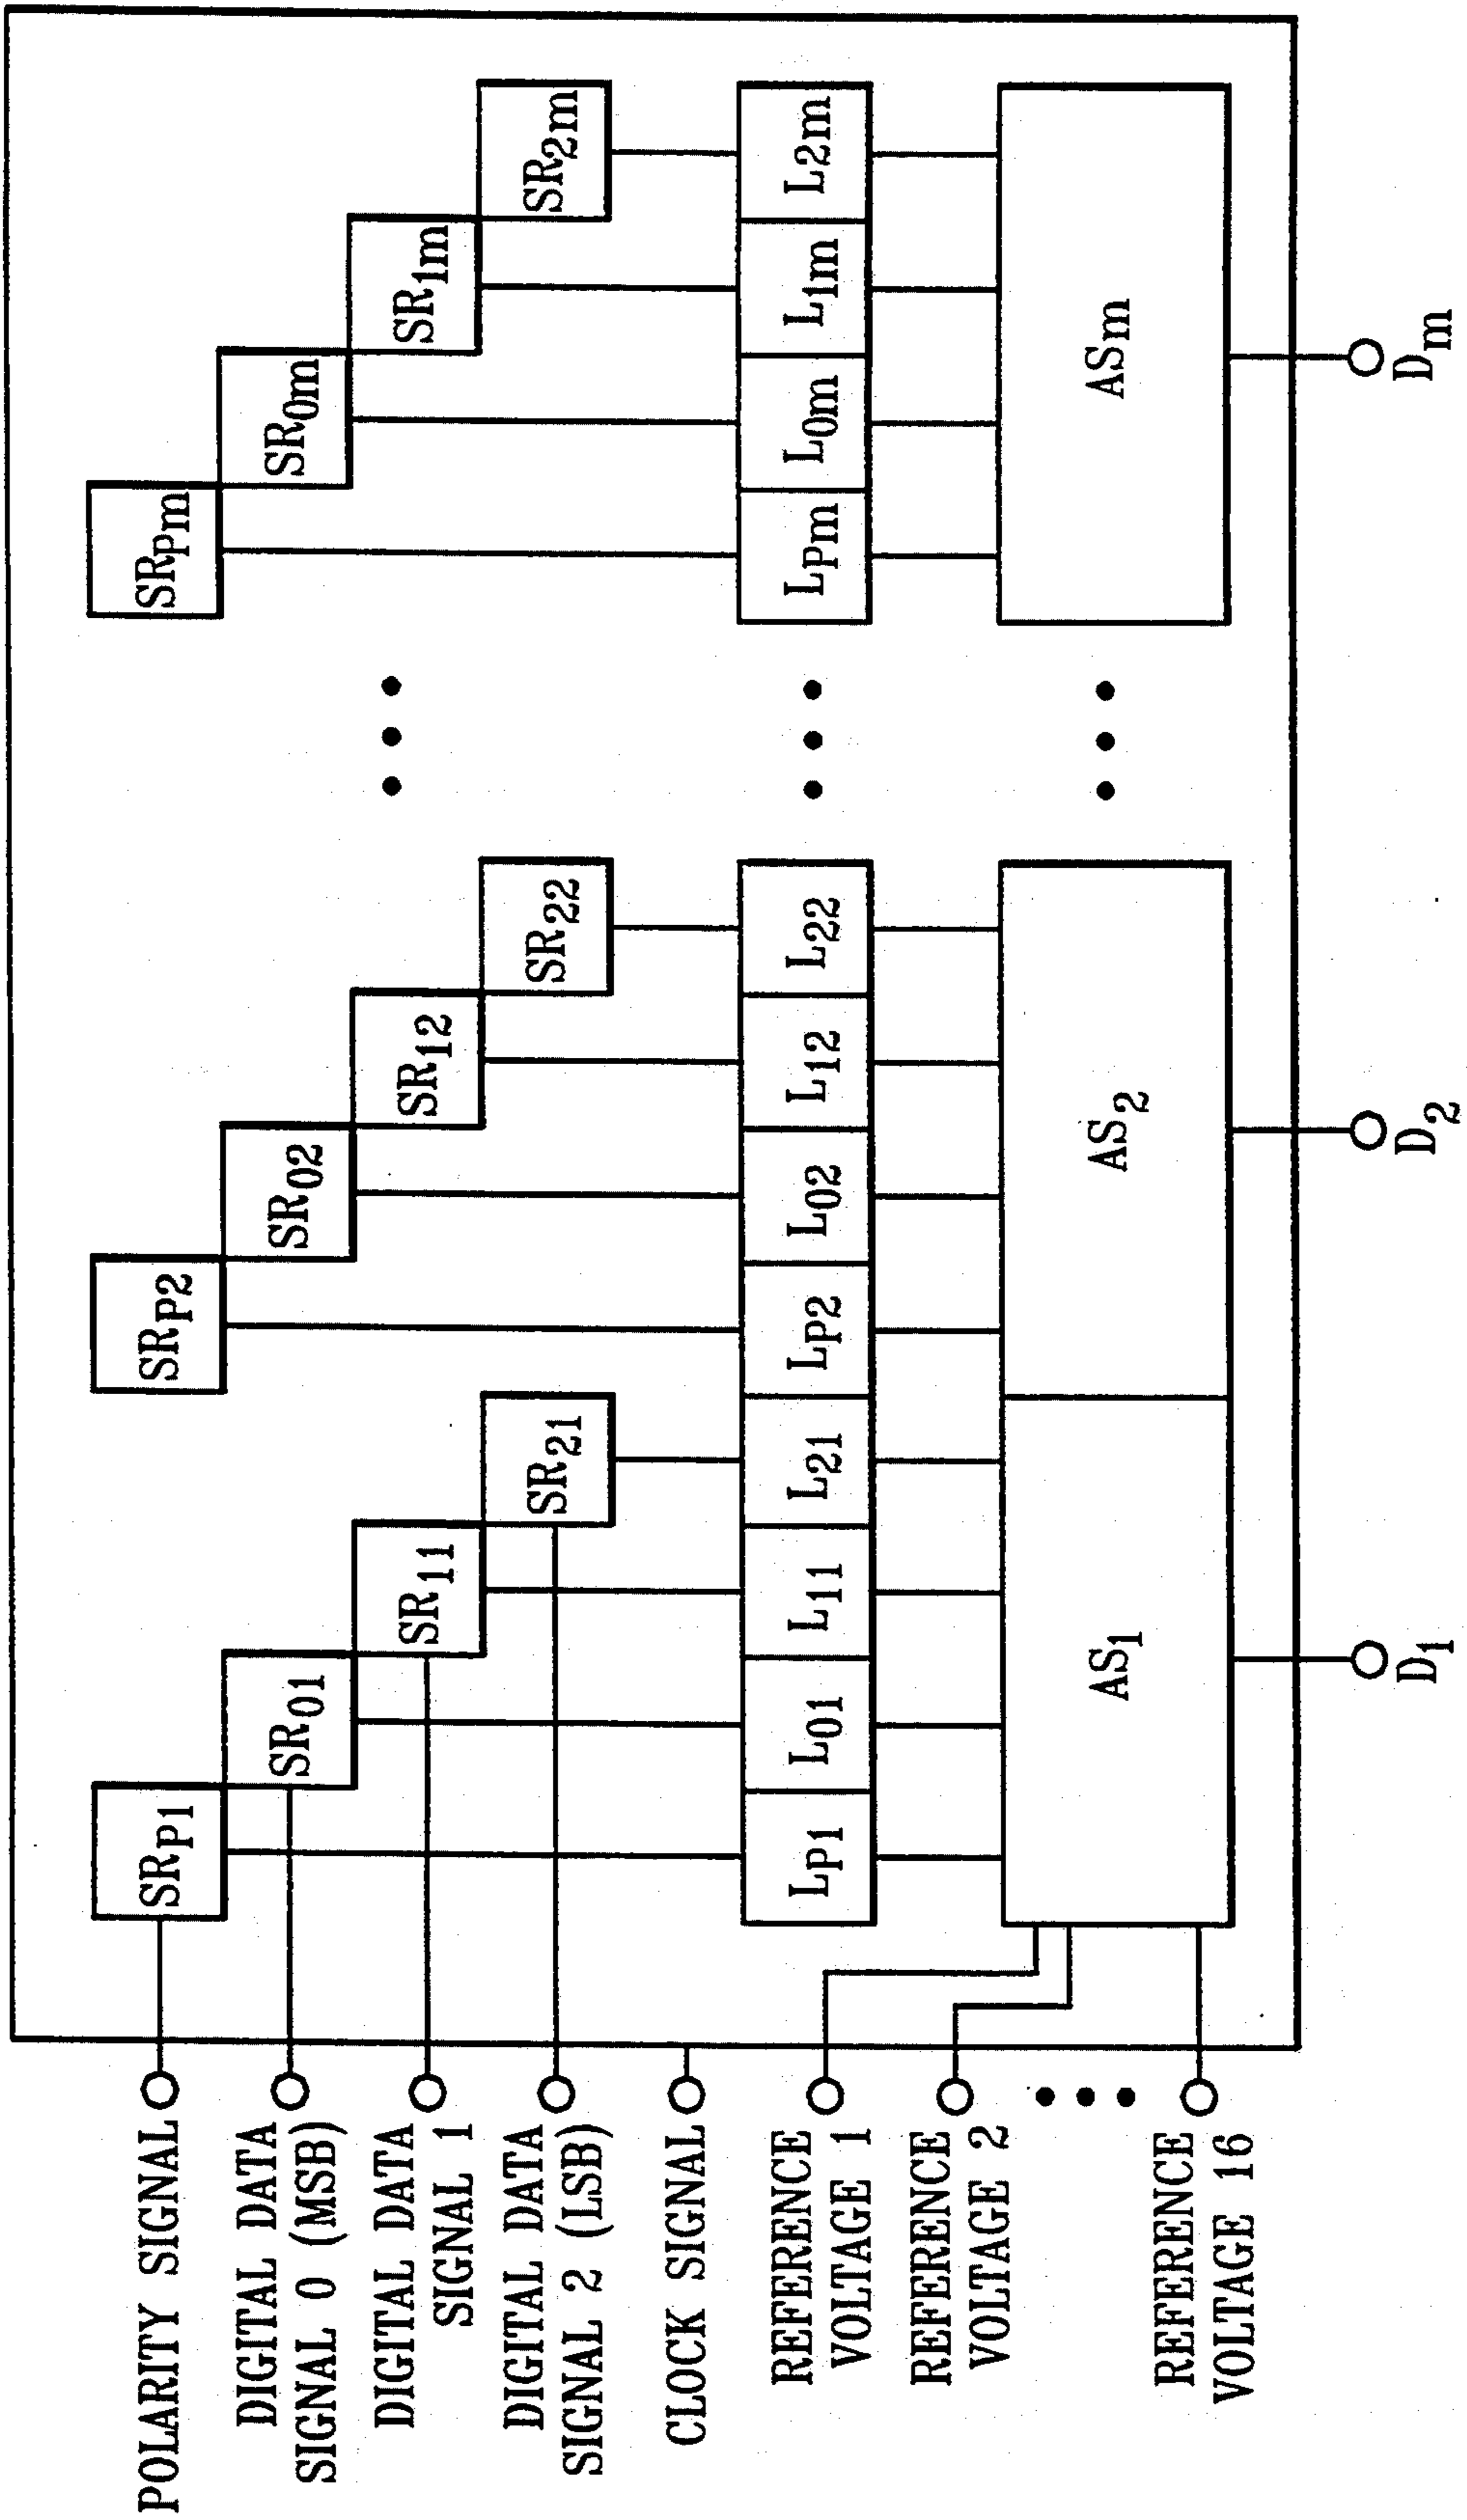 POLARITY SIGNAL
DIGITAL DATA
SIGNAL 0 (MSB)
DIGITAL DATA
SIGNAL 1
DIGITAL DATA
SIGNAL 2 (LSB)
CLOCK SIGNAL
REFERENCE
VOLTAGE 1
REFERENCE
VOLTAGE 2
REFERENCE
VOLTAGE 16
SRP1
SR01
SR11
SR21
SRP2
SR02
SR12
SR22
SRPm
SR0m
SR1m
SR2m
LP1
L01
L11
L21
LP2
L02
L12
L22
LPm
L0m
L1m
L2m
AS1
AS2
ASm
D1
D2
Dm